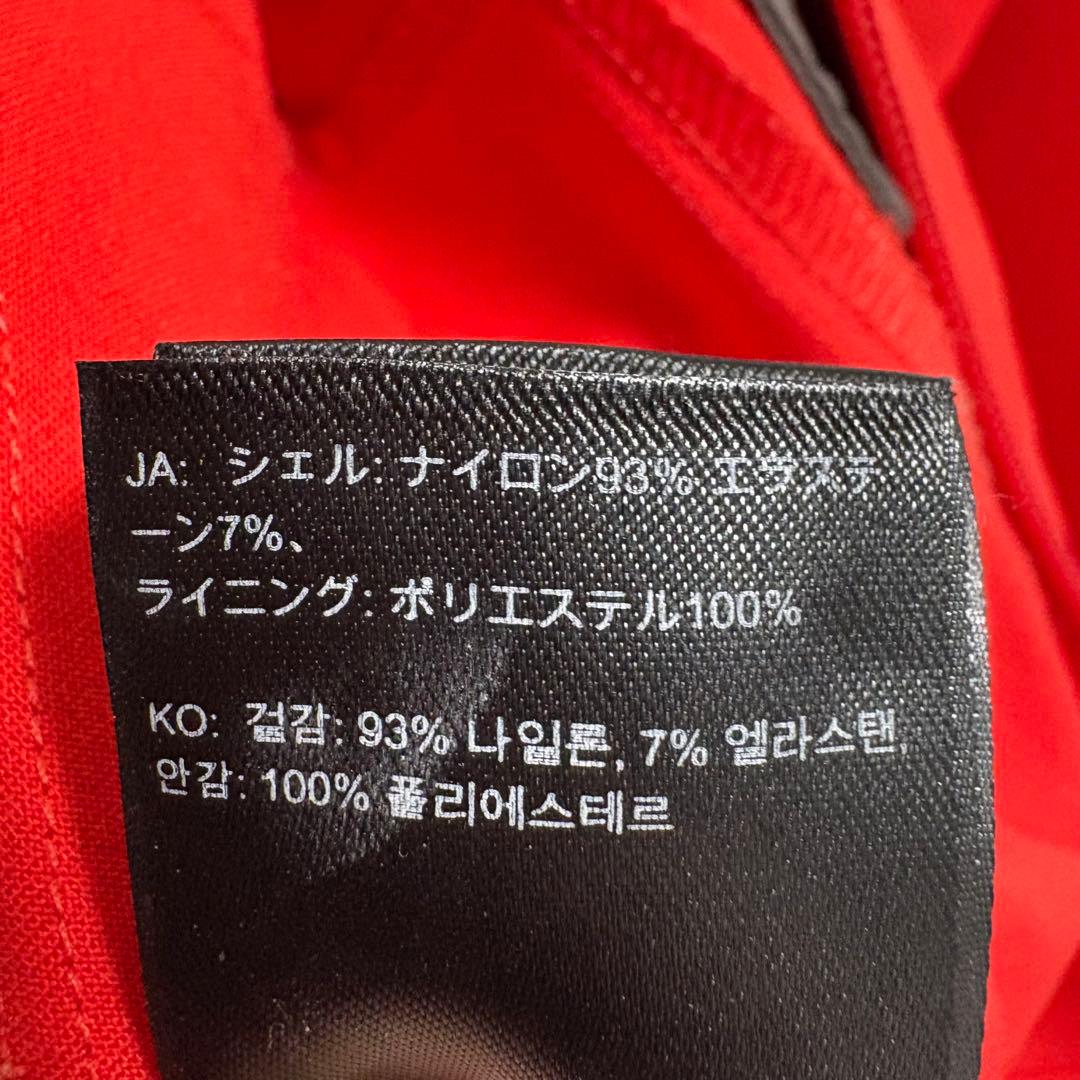 JA: シェル: ナイロン93% エラステ
ーン7%、
ライニング: ポリエステル100%
KO: 겉감: 93% 나일론, 7% 엘라스탠,
안감: 100% 폴리에스테르